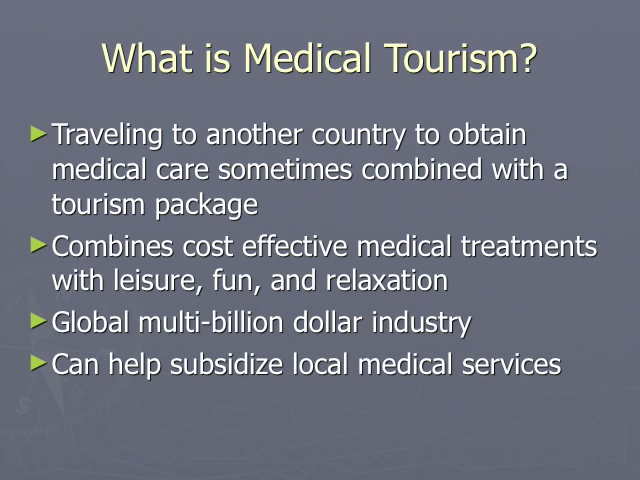 What is Medical Tourism?
Traveling to another country to obtain
medical care sometimes combined with a
tourism package
Combines cost effective medical treatments
with leisure, fun, and relaxation
Global multi-billion dollar industry
Can help subsidize local medical services
S